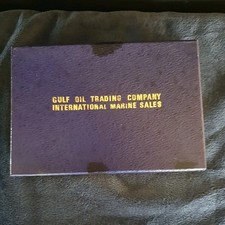 GULF OIL TRADING COMPANY
INTERNATIONAL MARINE SALES